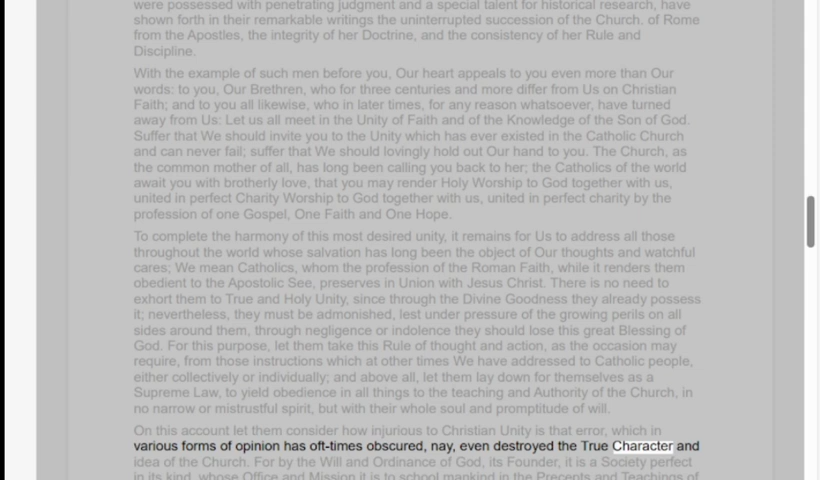 were possessed with penetrating judgment and a special talent for historical research, have
shown forth in their remarkable writings the uninterrupted succession of the Church. of Rome
from the Apostles, the integrity of her Doctrine, and the consistency of her Rule and
Discipline.
With the example of such men before you, Our heart appeals to you even more than Our
words: to you, Our Brethren, who for three centuries and more differ from Us on Christian
Faith; and to you all likewise, who in later times, for any reason whatsoever, have turned
away from Us: Let us all meet in the Unity of Faith and of the Knowledge of the Son of God.
Suffer that We should invite you to the Unity which has ever existed in the Catholic Church
and can never fail; suffer that We should lovingly hold out Our hand to you. The Church, as
the common mother of all, has long been calling you back to her; the Catholics of the world
await you with brotherly love, that you may render Holy Worship to God together with us,
united in perfect Charity Worship to God together with us, united in perfect charity by the
profession of one Gospel, One Faith and One Hope.
To complete the harmony of this most desired unity, it remains for Us to address all those
throughout the world whose salvation has long been the object of Our thoughts and watchful
cares; We mean Catholics, whom the profession of the Roman Faith, while it renders them
obedient to the Apostolic See, preserves in Union with Jesus Christ. There is no need to
exhort them to True and Holy Unity, since through the Divine Goodness they already possess
it; nevertheless, they must be admonished, lest under pressure of the growing perils on all
sides around them, through negligence or indolence they should lose this great Blessing of
God. For this purpose, let them take this Rule of thought and action, as the occasion may
require, from those instructions which at other times We have addressed to Catholic people,
either collectively or individually; and above all, let them lay down for themselves as a
Supreme Law, to yield obedience in all things to the teaching and Authority of the Church, in
no narrow or mistrustful spirit, but with their whole soul and promptitude of will.
On this account let them consider how injurious to Christian Unity is that error, which in
various forms of opinion has oft-times obscured, nay, even destroyed the True Character and
idea of the Church. For by the Will and Ordinance of God, its Founder, it is a Society perfect
in its kind, whose Office and Mission it is to school mankind in the Precepts and Teachings of